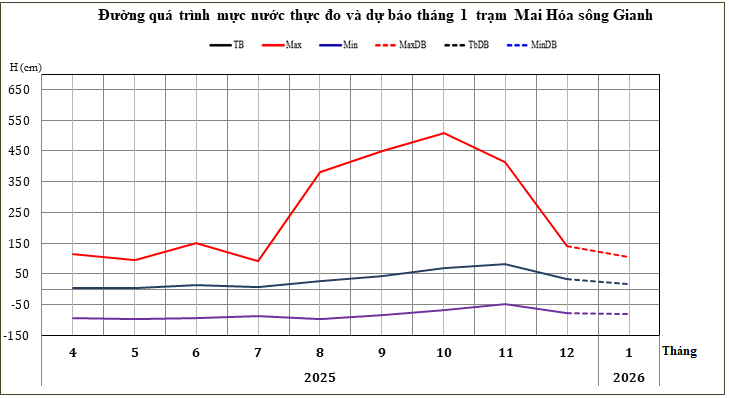 Đường quá trình mực nước thực đo và dự báo tháng 1 trạm Mai Hóa sông Gianh
TB Max Min MaxDB TbDB MinDB
H (cm)
650
550
450
350
250
150
50
-50
-150
4 5 6 7 8 9 10 11 12 1 Tháng
2025 2026